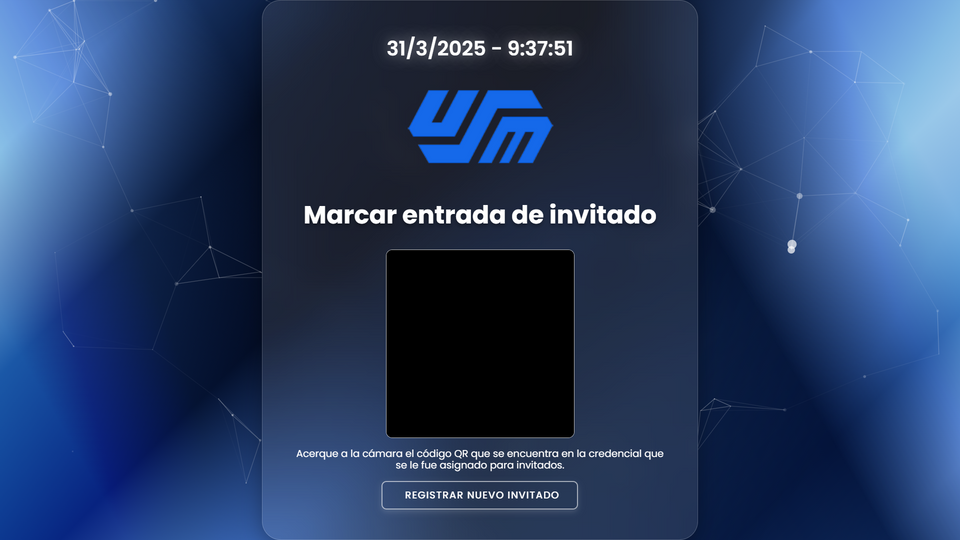 31/3/2025 - 9:37:51
USM
Marcar entrada de invitado
Acerque a la cámara el código QR que se encuentra en la credencial que
se le fue asignado para invitados.
REGISTRAR NUEVO INVITADO